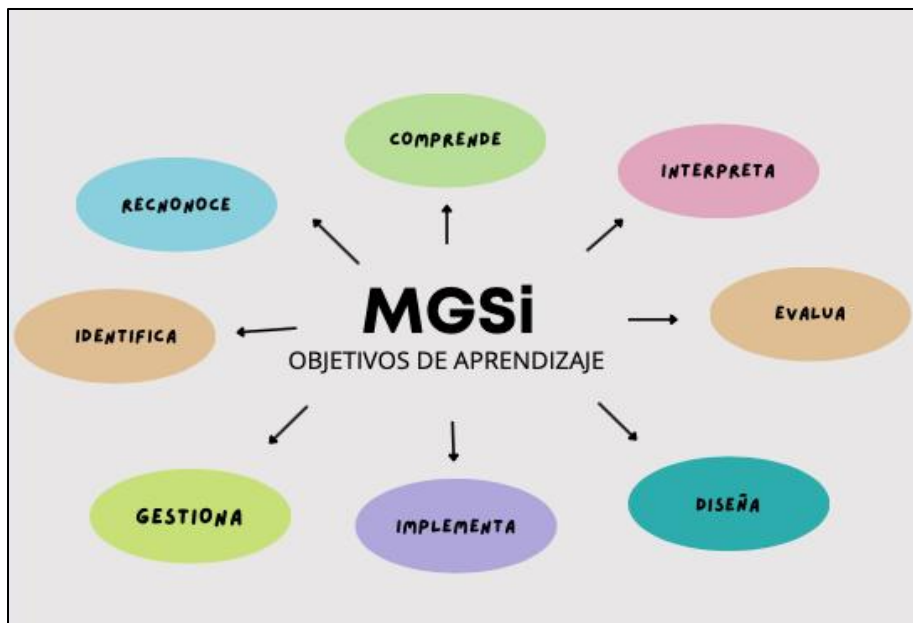 COMPRENDE
INTERPRETA
RECNONOCE
EVALUA
IDENTIFICA
MGSi
OBJETIVOS DE APRENDIZAJE
DISEÑA
GESTIONA
IMPLEMENTA